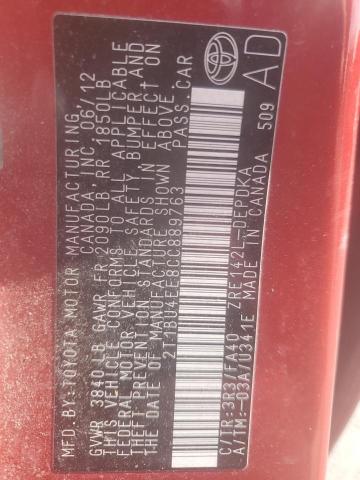 MFD.BY:TOYOTA MOTOR MANUFACTURING
CANADA, INC. 06/12
GVWR 3840LB GAWR FR 2090LB RR 1850LB
THIS VEHICLE CONFORMS TO ALL APPLICABLE
FEDERAL MOTOR VEHICLE SAFETY, BUMPER, AND
THEFT PREVENTION STANDARDS IN EFFECT ON
THE DATE OF MANUFACTURE SHOWN ABOVE.
2T1BU4EE8CC889763 PASS.CAR
C/TR:3R3/FA40 ZRE142L-DEPDKA
A/TM:-03A/U341E MADE IN CANADA 509
TOYOTA
AD